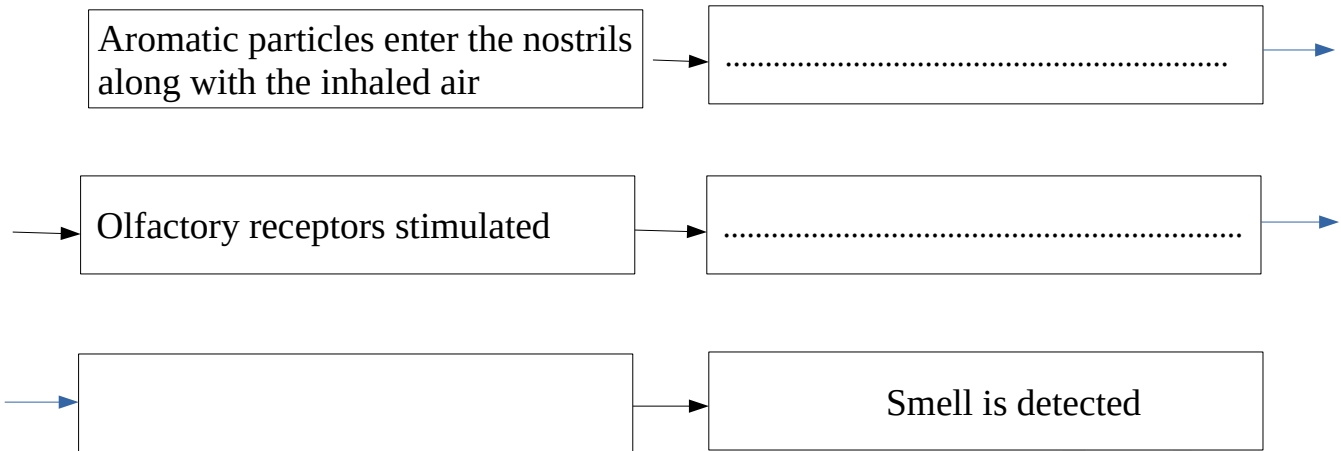 Aromatic particles enter the nostrils
along with the inhaled air
...............................................................
Olfactory receptors stimulated
.................................................................
Smell is detected